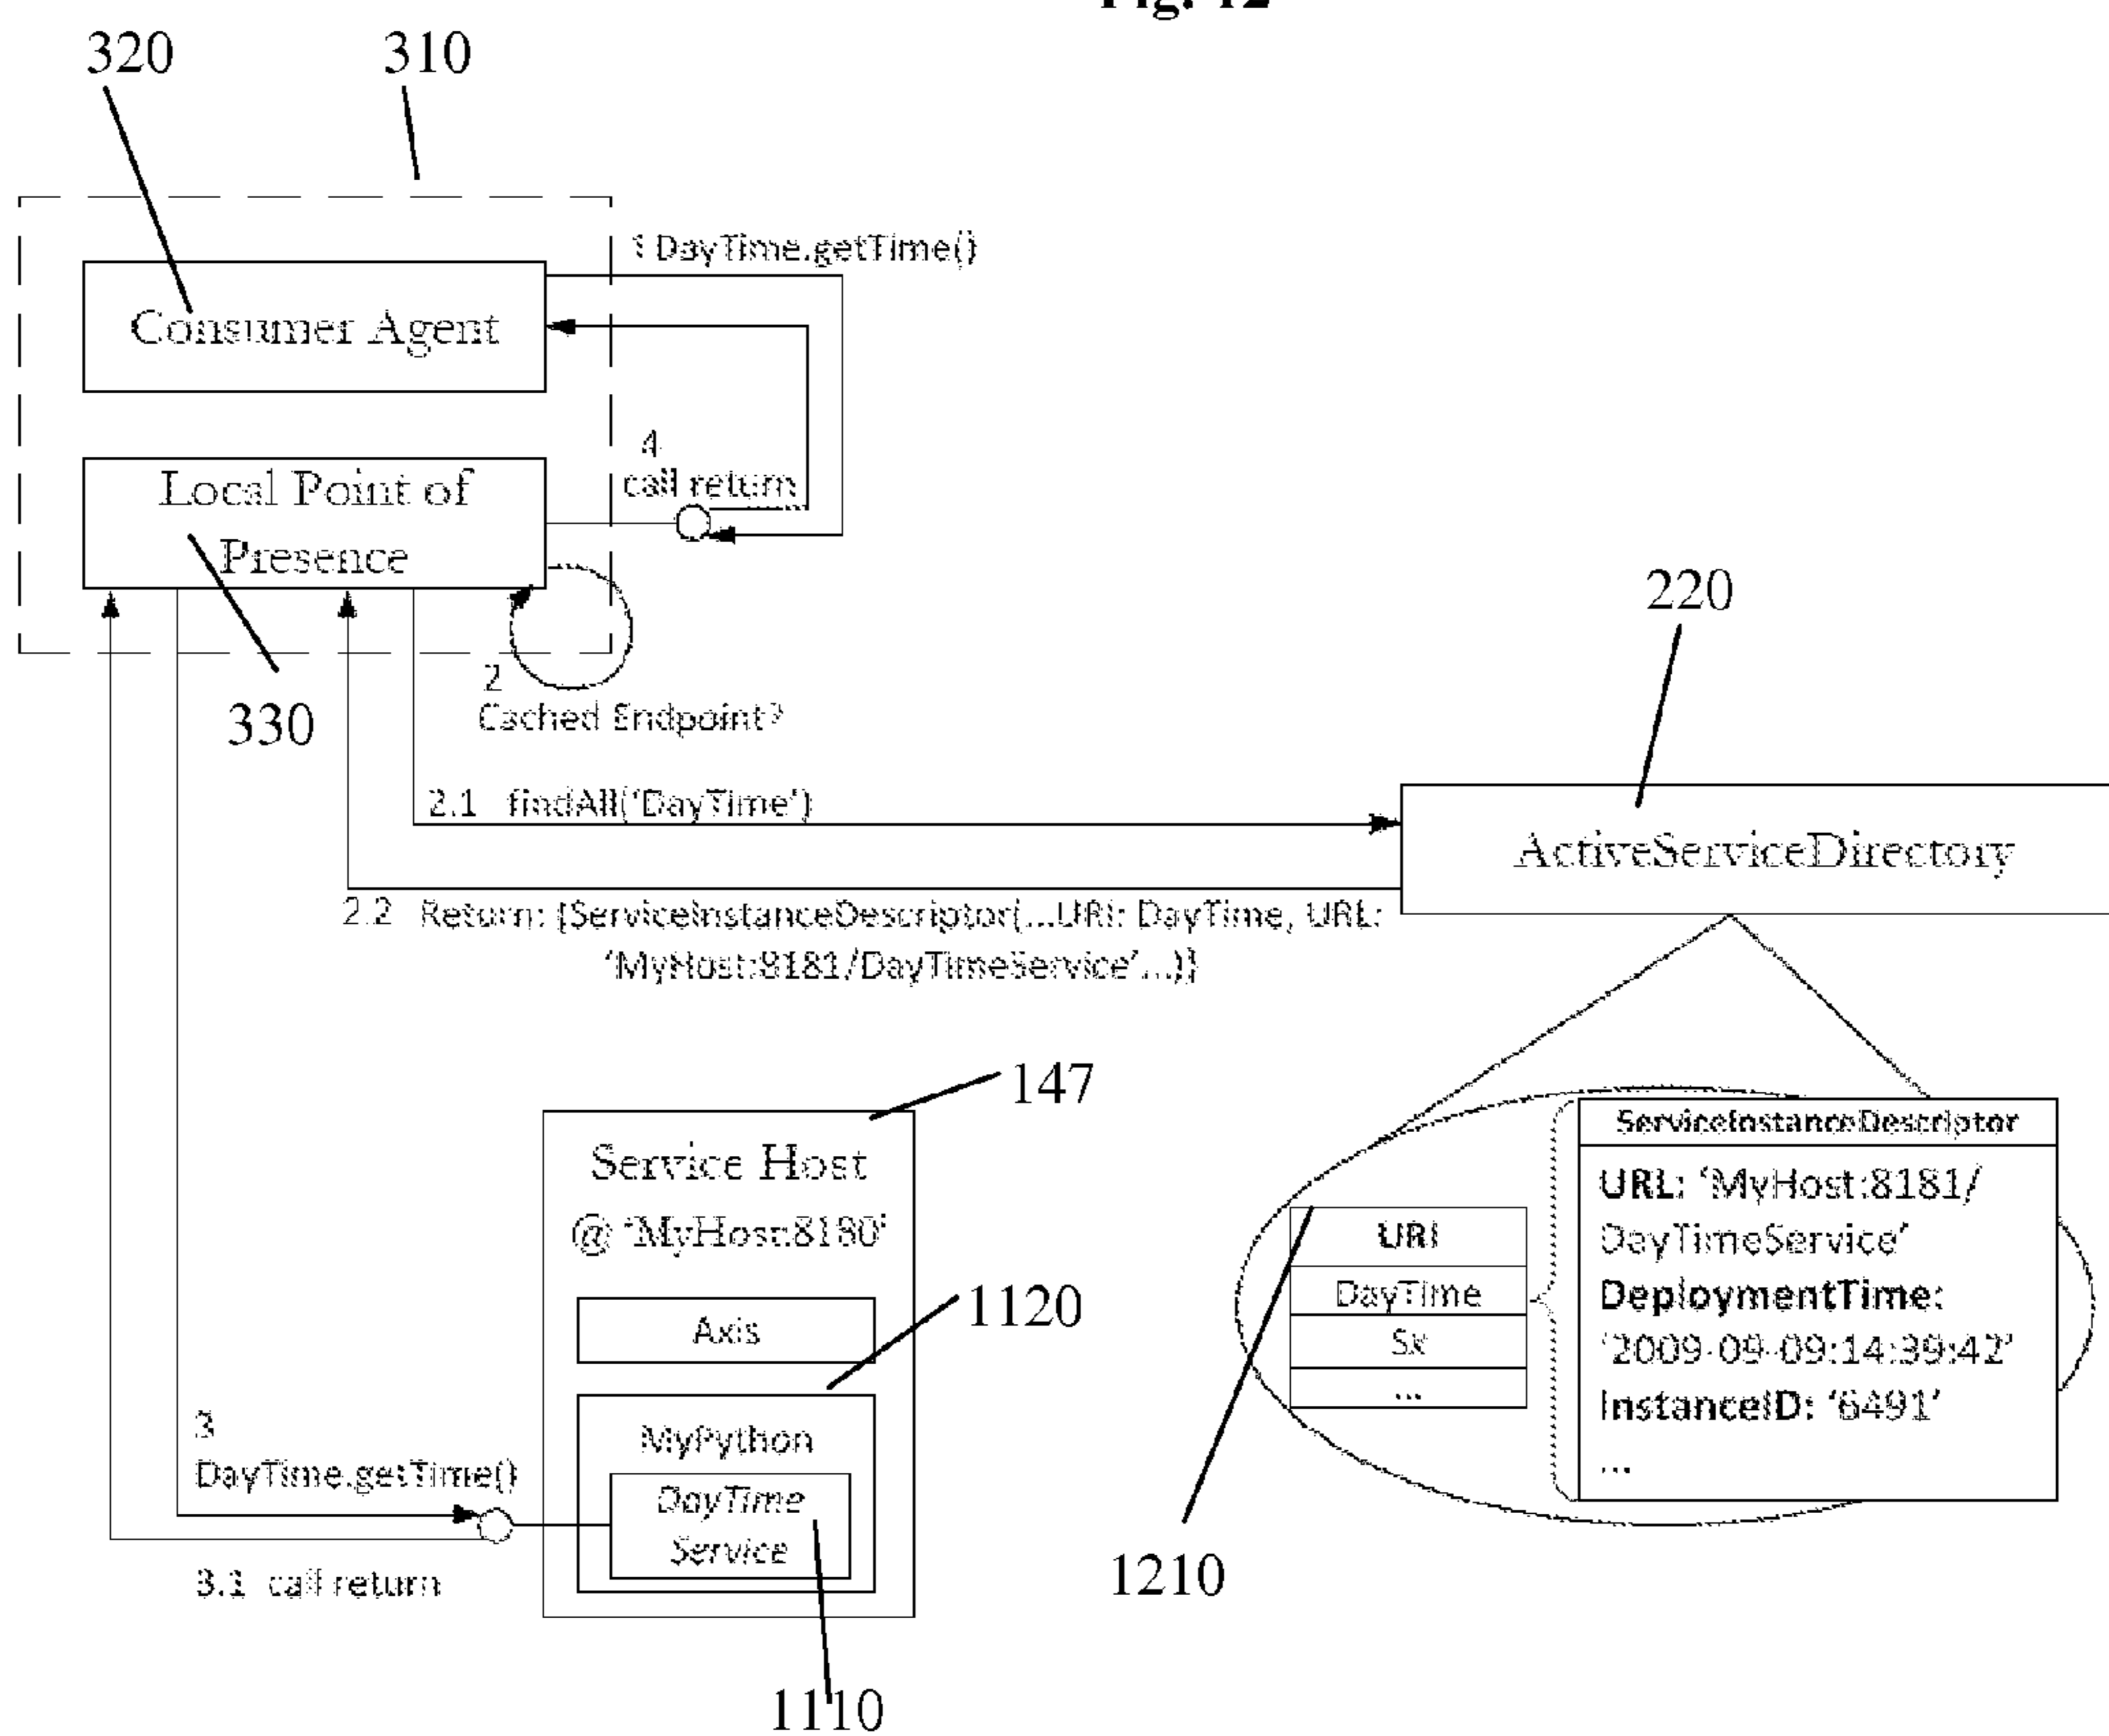 Fig. 12
320
310
1 DayTime.getTime()
Consumer Agent
4
call return
Local Point of
Presence
2
Cached Endpoint?
330
220
2.1 findAll('DayTime')
ActiveServiceDirectory
2.2 Return: {ServiceInstanceDescriptor(...URI: DayTime, URL:
'MyHost:8181/DayTimeService'...)}
147
Service Host
@ 'MyHost:8180'
Axis
1120
MyPython
DayTime
Service
3
DayTime.getTime()
3.1 call return
1110
ServiceInstanceDescriptor
URL: 'MyHost:8181/
DayTimeService'
DeploymentTime:
'2009-09-09:14:39:42'
InstanceID: '6491'
...
URI
DayTime
Sx
...
1210